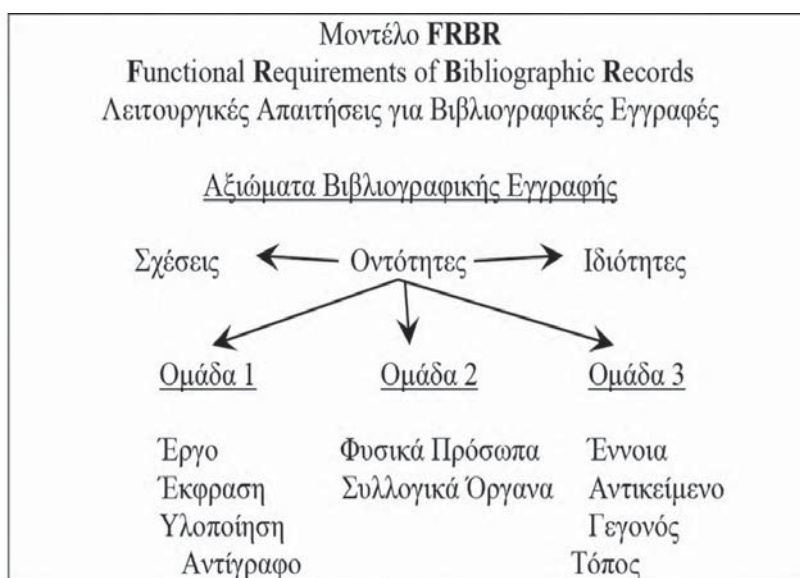 Μοντέλο FRBR
Functional Requirements of Bibliographic Records
Λειτουργικές Απαιτήσεις για Βιβλιογραφικές Εγγραφές
Αξιώματα Βιβλιογραφικής Εγγραφής
Σχέσεις Οντότητες Ιδιότητες
Ομάδα 1 Ομάδα 2 Ομάδα 3
Έργο Φυσικά Πρόσωπα Έννοια
Έκφραση Συλλογικά Όργανα Αντικείμενο
Υλοποίηση Γεγονός
Αντίγραφο Τόπος